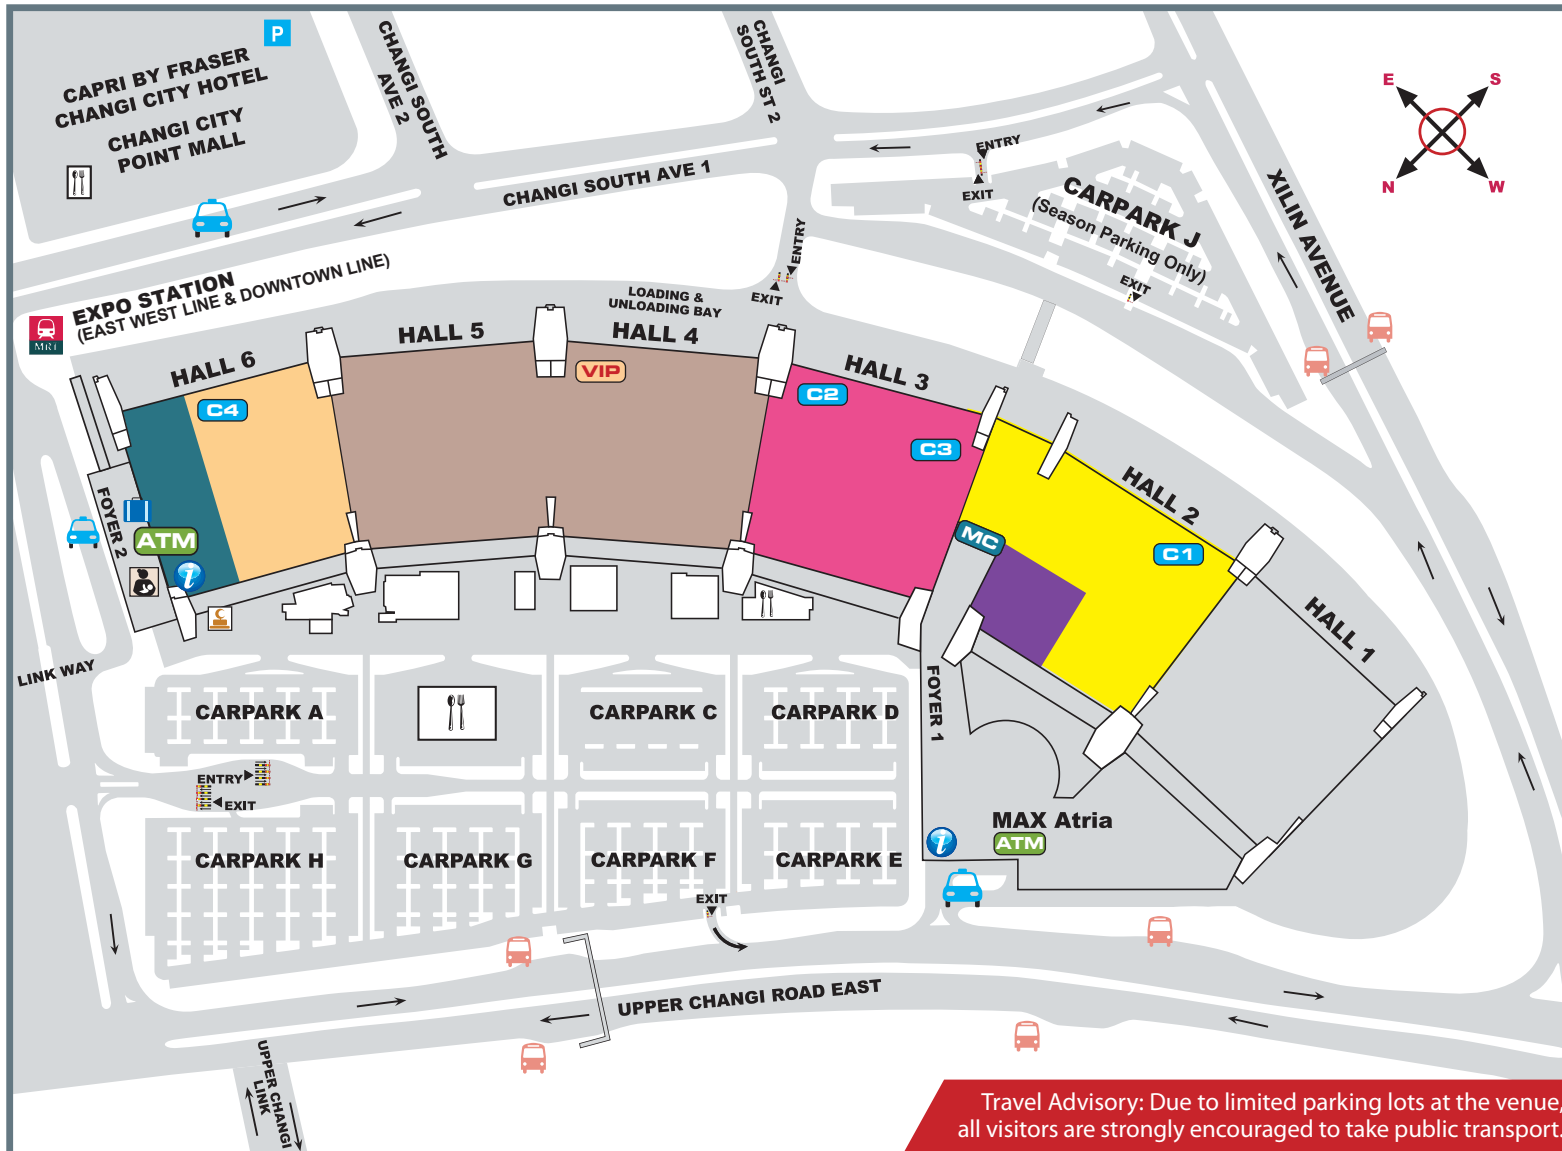 P
CAPRI BY FRASER
CHANGI CITY HOTEL
CHANGI CITY
POINT MALL
CHANGI SOUTH
AVE 2
CHANGI
SOUTH ST 2
CHANGI SOUTH AVE 1
E
S
N
W
ENTRY
EXIT
CARPARK J
(Season Parking Only)
EXIT
XILIN AVENUE
ENTRY
EXIT
EXPO STATION
(EAST WEST LINE & DOWNTOWN LINE)
MRT
LOADING &
UNLOADING BAY
HALL 6
HALL 5
HALL 4
HALL 3
HALL 2
HALL 1
VIP
C4
C2
C3
C1
MC
FOYER 2
ATM
i
LINK WAY
FOYER 1
CARPARK A
CARPARK C
CARPARK D
ENTRY
EXIT
CARPARK H
CARPARK G
CARPARK F
CARPARK E
MAX Atria
ATM
i
EXIT
UPPER CHANGI ROAD EAST
UPPER CHANGI
LINK
Travel Advisory: Due to limited parking lots at the venue,
all visitors are strongly encouraged to take public transport.